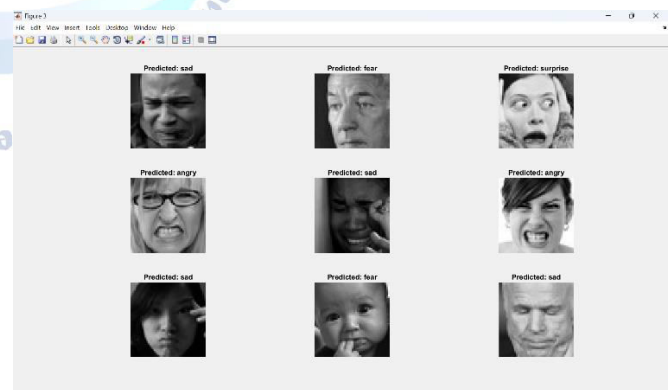 Figure 3
File Edit View Insert Tools Desktop Window Help
Predicted: sad Predicted: fear Predicted: surprise
Predicted: angry Predicted: sad Predicted: angry
Predicted: sad Predicted: fear Predicted: sad